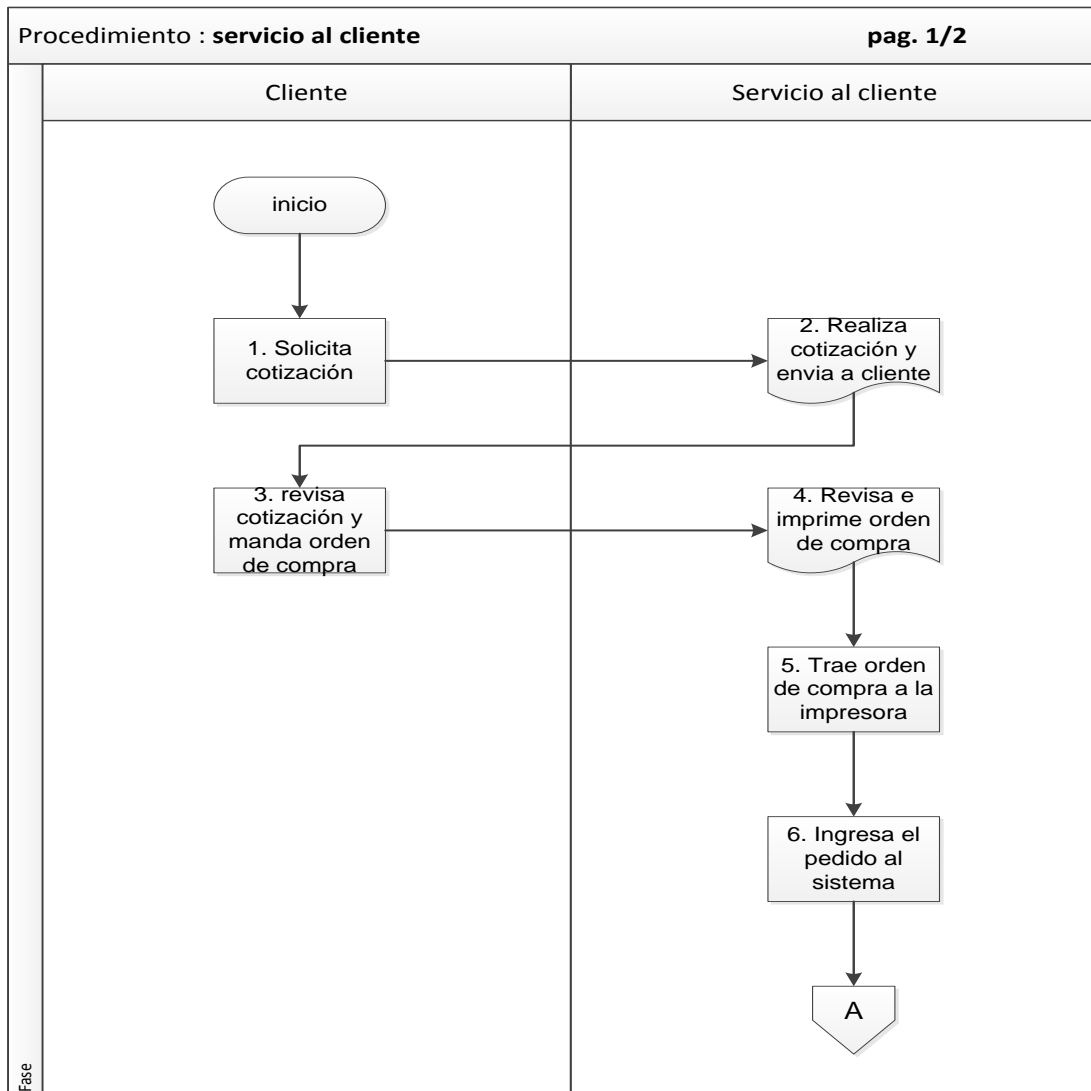 Procedimiento : servicio al cliente pag. 1/2
Cliente
Servicio al cliente
inicio
1. Solicita
cotización
2. Realiza
cotización y
envia a cliente
3. revisa
cotización y
manda orden
de compra
4. Revisa e
imprime orden
de compra
5. Trae orden
de compra a la
impresora
6. Ingresa el
pedido al
sistema
A
Fase